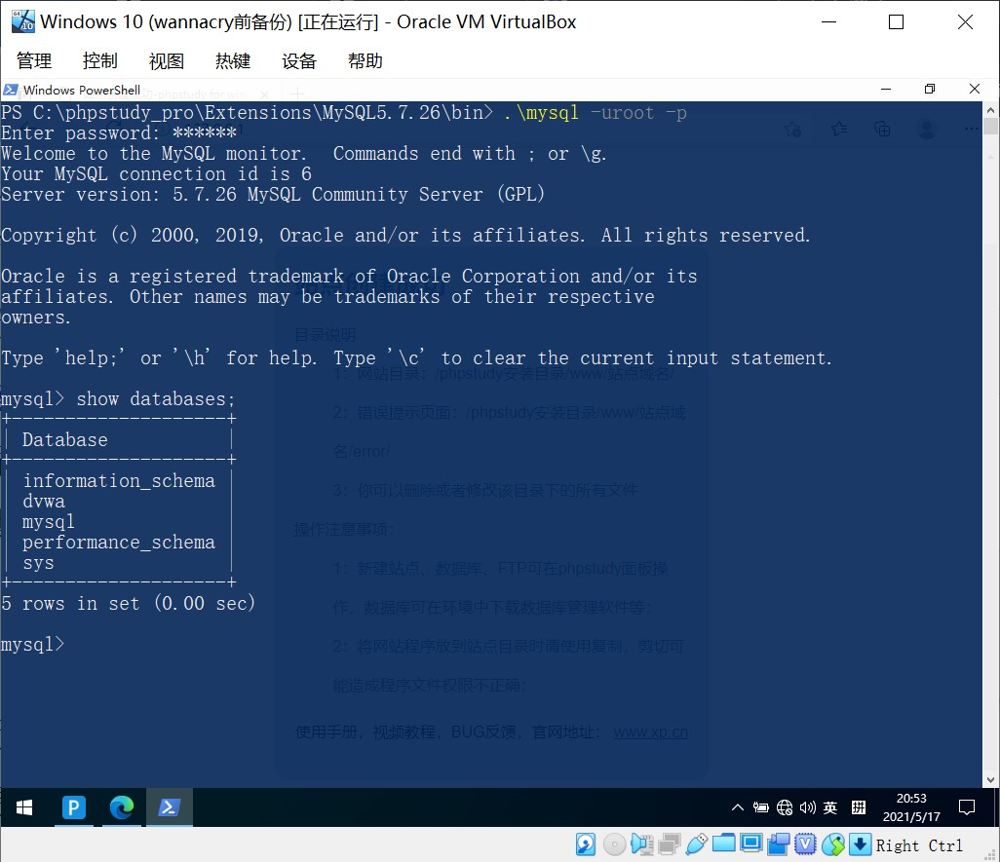 Windows 10 (wannacry前备份) [正在运行] - Oracle VM VirtualBox
管理 控制 视图 热键 设备 帮助
Windows PowerShell
PS C:\phpstudy_pro\Extensions\MySQL5.7.26\bin> .\mysql -uroot -p
Enter password: ******
Welcome to the MySQL monitor.  Commands end with ; or \g.
Your MySQL connection id is 6
Server version: 5.7.26 MySQL Community Server (GPL)
Copyright (c) 2000, 2019, Oracle and/or its affiliates. All rights reserved.
Oracle is a registered trademark of Oracle Corporation and/or its
affiliates. Other names may be trademarks of their respective
owners.
目录说明
Type 'help;' or '\h' for help. Type '\c' to clear the current input statement.
1：网站目录：/phpstudy安装目录/www/站点域名/
mysql> show databases;
2：错误提示页面：/phpstudy安装目录/www/站点域
Database
名/error/
information_schema
3：你可以删除或者修改该目录下的所有文件
dvwa
mysql
操作注意事项：
performance_schema
sys
1：新建站点、数据库、FTP可在phpstudy面板操
5 rows in set (0.00 sec)
作，数据库可在环境中下载数据库管理软件等；
mysql>
2：将网站程序放到站点目录时请使用复制，剪切可
能造成程序文件权限不正确；
使用手册，视频教程，BUG反馈，官网地址： www.xp.cn
P
英
拼
20:53
2021/5/17
V
Right Ctrl